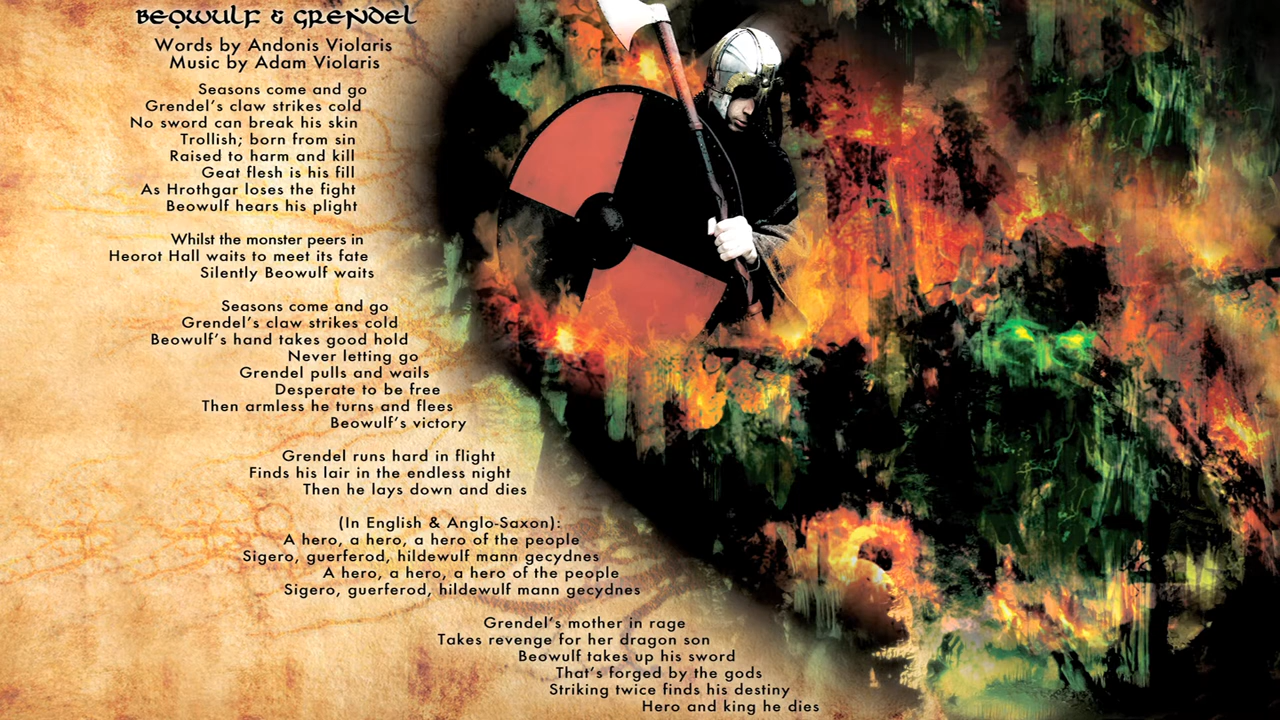 Beowulf & Grendel
Words by Andonis Violaris
Music by Adam Violaris
Seasons come and go
Grendel's claw strikes cold
No sword can break his skin
Trollish; born from sin
Raised to harm and kill
Geat flesh is his fill
As Hrothgar loses the fight
Beowulf hears his plight
Whilst the monster peers in
Heorot Hall waits to meet its fate
Silently Beowulf waits
Seasons come and go
Grendel's claw strikes cold
Beowulf's hand takes good hold
Never letting go
Grendel pulls and wails
Desperate to be free
Then armless he turns and flees
Beowulf's victory
Grendel runs hard in flight
Finds his lair in the endless night
Then he lays down and dies
(In English & Anglo-Saxon):
A hero, a hero, a hero of the people
Sigero, guerferod, hildewulf mann gecydnes
A hero, a hero, a hero of the people
Sigero, guerferod, hildewulf mann gecydnes
Grendel's mother in rage
Takes revenge for her dragon son
Beowulf takes up his sword
That's forged by the gods
Striking twice finds his destiny
Hero and king he dies